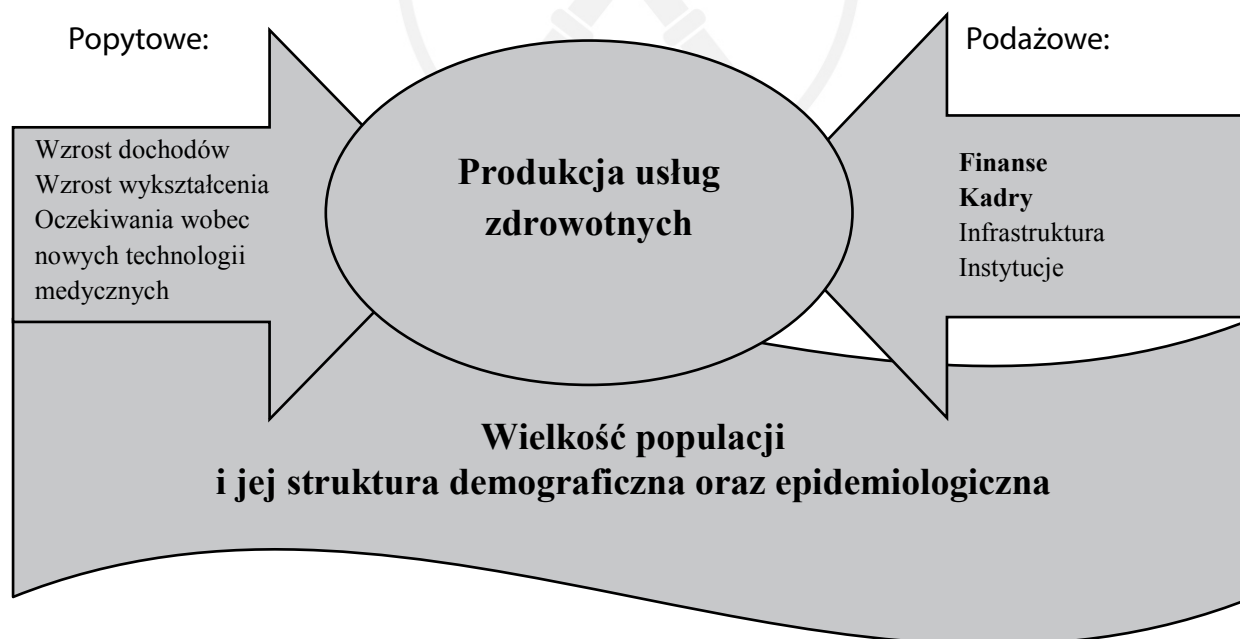 Popytowe:
Podażowe:
Wzrost dochodów
Wzrost wykształcenia
Oczekiwania wobec
nowych technologii
medycznych
Produkcja usług
zdrowotnych
Finanse
Kadry
Infrastruktura
Instytucje
Wielkość populacji
i jej struktura demograficzna oraz epidemiologiczna